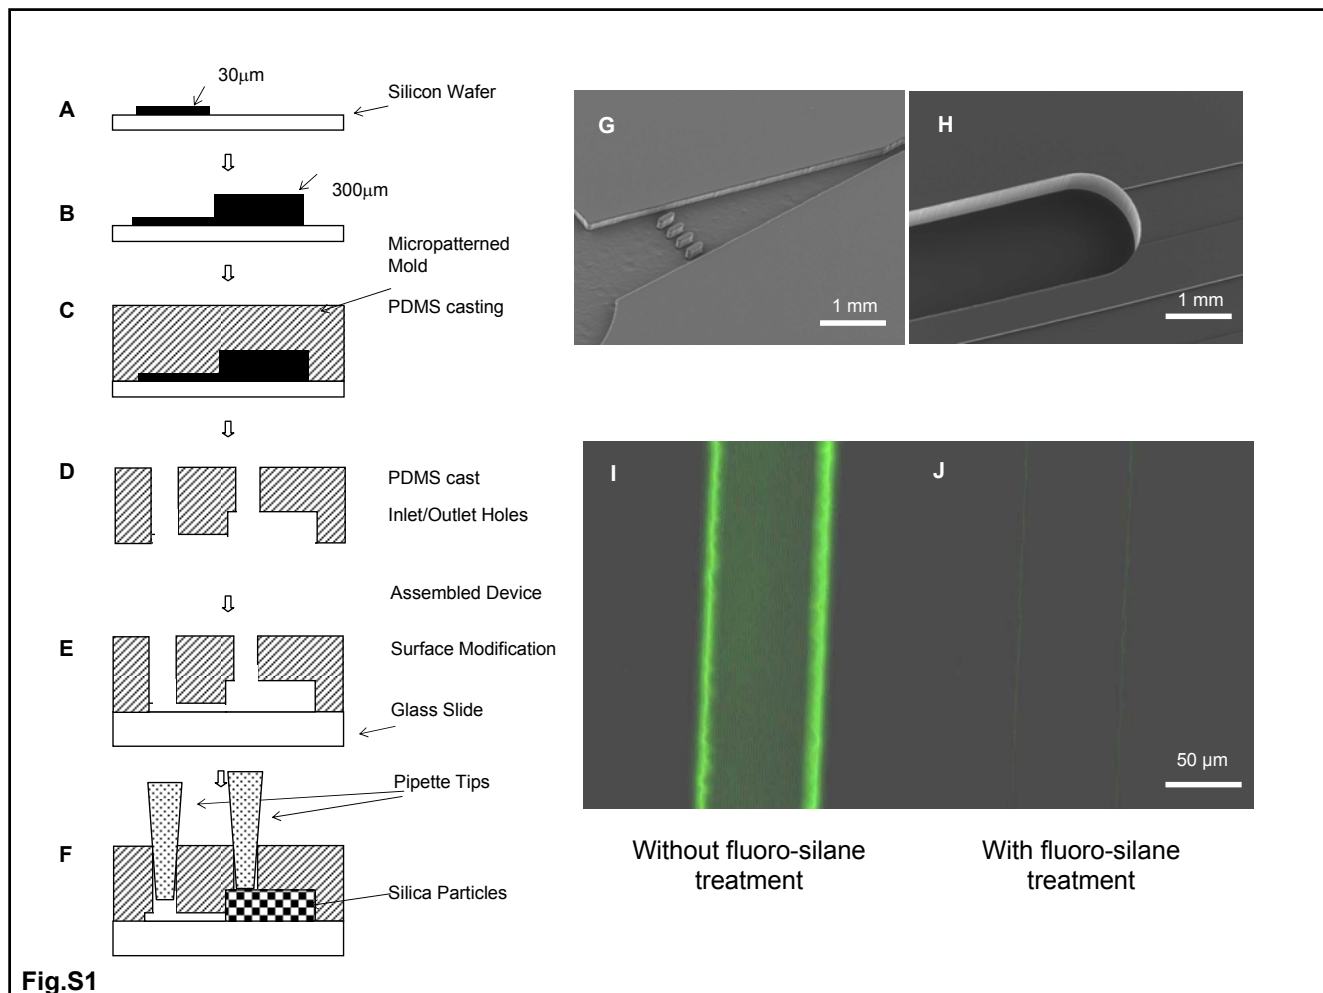 A
30μm
Silicon Wafer
B
300μm
Micropatterned
Mold
C
PDMS casting
D
PDMS cast
Inlet/Outlet Holes
Assembled Device
E
Surface Modification
Glass Slide
Pipette Tips
F
Silica Particles
G
1 mm
H
1 mm
I
J
50 μm
Without fluoro-silane
treatment
With fluoro-silane
treatment
Fig.S1